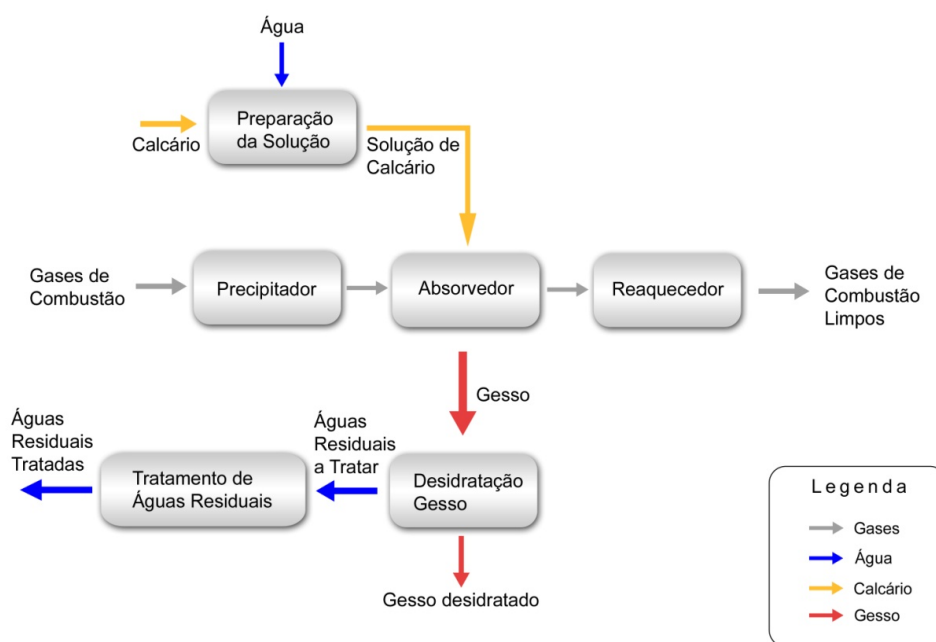 Água
Calcário
Preparação
da Solução
Solução de
Calcário
Gases de
Combustão
Precipitador
Absorvedor
Reaquecedor
Gases de
Combustão
Limpos
Gesso
Águas
Residuais
Tratadas
Tratamento de
Águas Residuais
Águas
Residuais
a Tratar
Desidratação
Gesso
Gesso desidratado
Legenda
Gases
Água
Calcário
Gesso